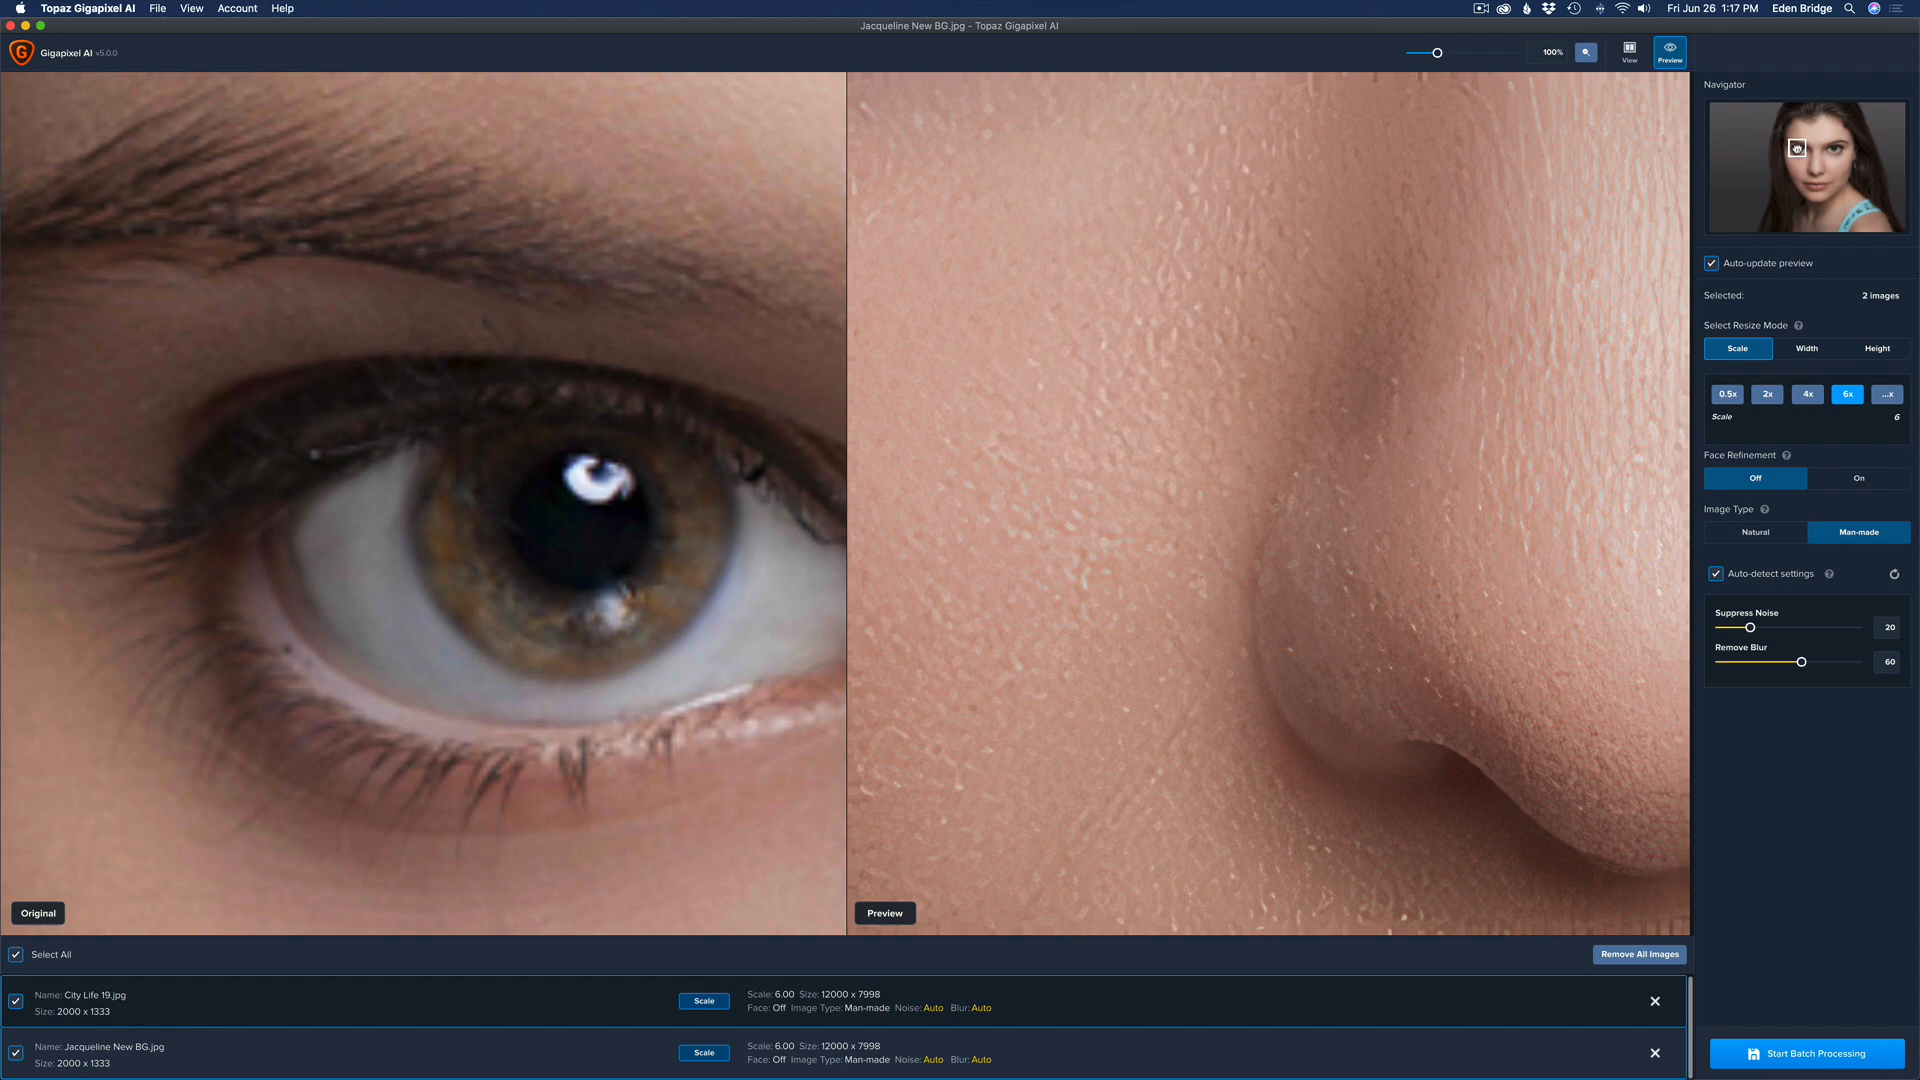 Topaz Gigapixel AI File View Account Help
Fri Jun 26 1:17 PM Eden Bridge
Jacqueline New BG.jpg - Topaz Gigapixel AI
G Gigapixel AI v5.0.0
100%
View
Preview
Navigator
Auto-update preview
Selected: 2 images
Select Resize Mode ?
Scale Width Height
0.5x 2x 4x 6x ...x
Scale 6
Face Refinement ?
Off On
Image Type ?
Natural Man-made
Auto-detect settings ?
Suppress Noise
20
Remove Blur
60
Original
Preview
Select All
Remove All Images
Name: City Life 19.jpg
Size: 2000 x 1333
Scale
Scale: 6.00 Size: 12000 x 7998
Face: Off Image Type: Man-made Noise: Auto Blur: Auto
Name: Jacqueline New BG.jpg
Size: 2000 x 1333
Scale
Scale: 6.00 Size: 12000 x 7998
Face: Off Image Type: Man-made Noise: Auto Blur: Auto
Start Batch Processing